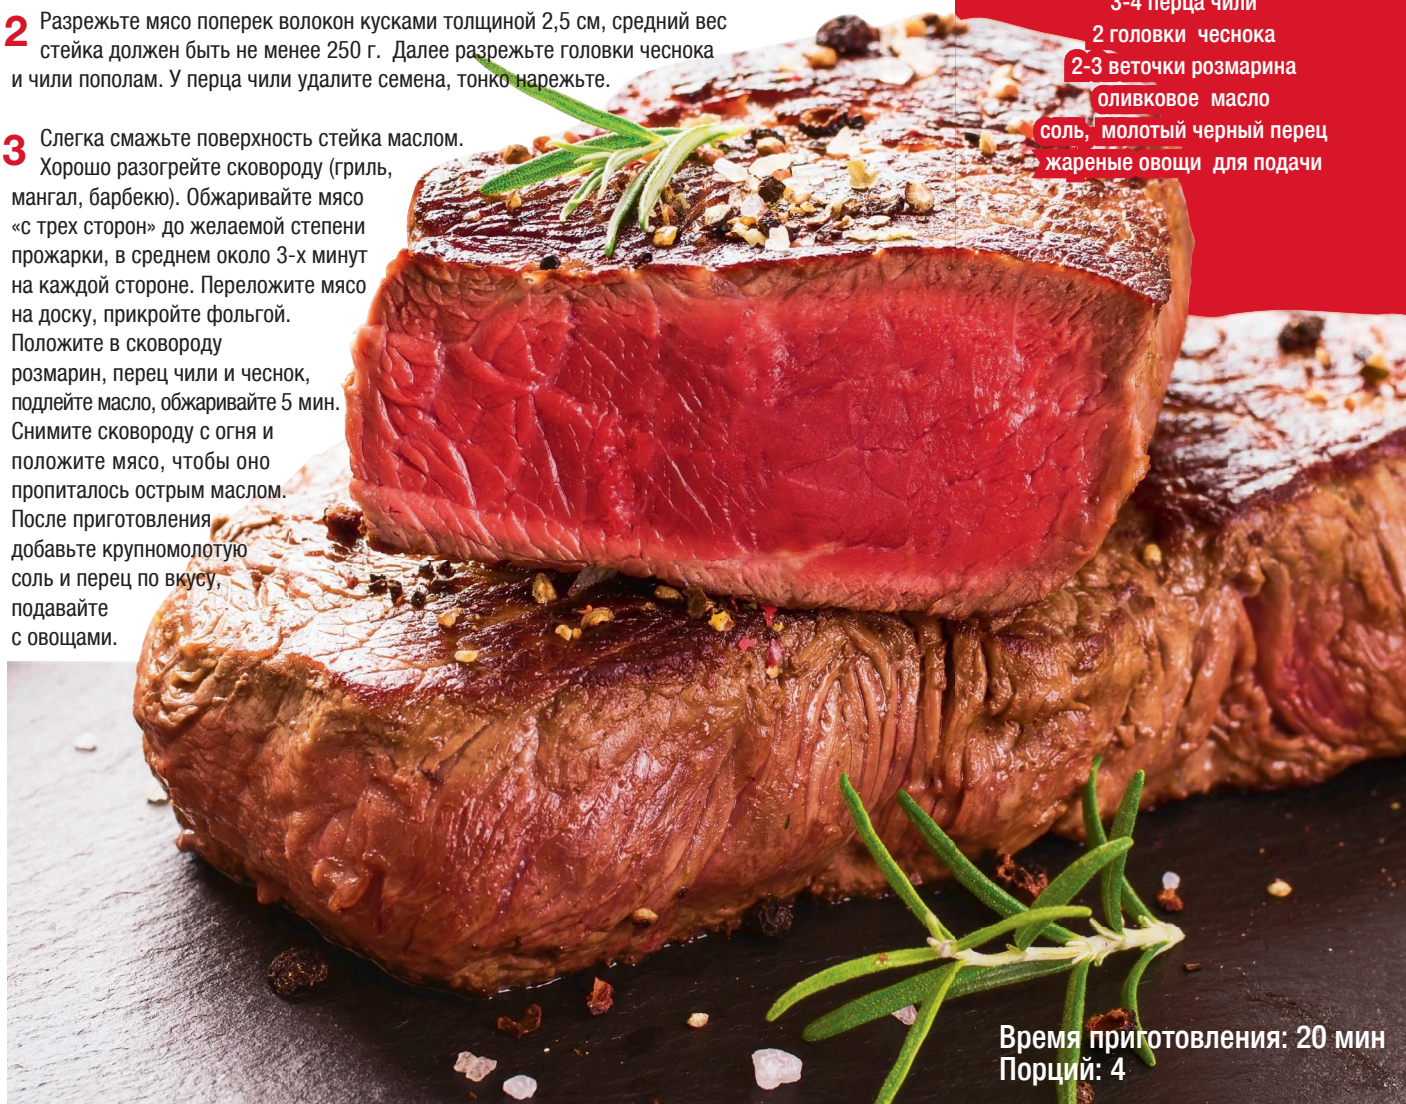 2 Разрежьте мясо поперек волокон кусками толщиной 2,5 см, средний вес
стейка должен быть не менее 250 г. Далее разрежьте головки чеснока
и чили пополам. У перца чили удалите семена, тонко нарежьте.
3 Слегка смажьте поверхность стейка маслом.
Хорошо разогрейте сковороду (гриль,
мангал, барбекю). Обжаривайте мясо
«с трех сторон» до желаемой степени
прожарки, в среднем около 3-х минут
на каждой стороне. Переложите мясо
на доску, прикройте фольгой.
Положите в сковороду
розмарин, перец чили и чеснок,
подлейте масло, обжаривайте 5 мин.
Снимите сковороду с огня и
положите мясо, чтобы оно
пропиталось острым маслом.
После приготовления
добавьте крупномолотую
соль и перец по вкусу,
подавайте
с овощами.
3-4 перца чили
2 головки чеснока
2-3 веточки розмарина
оливковое масло
соль, молотый черный перец
жареные овощи для подачи
Время приготовления: 20 мин
Порций: 4